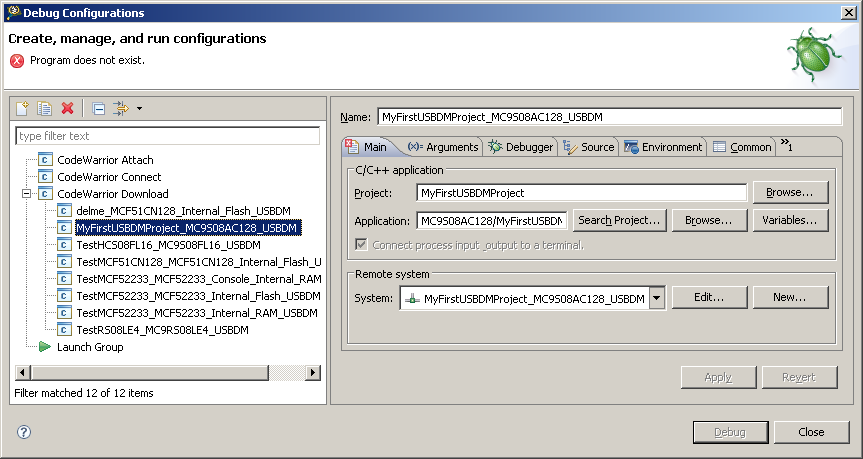 Debug Configurations
Create, manage, and run configurations
Program does not exist.
type filter text
CodeWarrior Attach
CodeWarrior Connect
CodeWarrior Download
delme_MCF51CN128_Internal_Flash_USBDM
MyFirstUSBDMProject_MC9S08AC128_USBDM
TestHCS08FL16_MC9S08FL16_USBDM
TestMCF51CN128_MCF51CN128_Internal_Flash_U
TestMCF52233_MCF52233_Console_Internal_RAM
TestMCF52233_MCF52233_Internal_Flash_USBDM
TestMCF52233_MCF52233_Internal_RAM_USBDM
TestRS08LE4_MC9RS08LE4_USBDM
Launch Group
Filter matched 12 of 12 items
Name: MyFirstUSBDMProject_MC9S08AC128_USBDM
Main (x)= Arguments Debugger Source Environment Common »1
C/C++ application
Project: MyFirstUSBDMProject Browse...
Application: MC9S08AC128/MyFirstUSBDM Search Project... Browse... Variables...
Connect process input _output to a terminal.
Remote system
System: MyFirstUSBDMProject_MC9S08AC128_USBDM Edit... New...
Apply Revert
? Debug Close